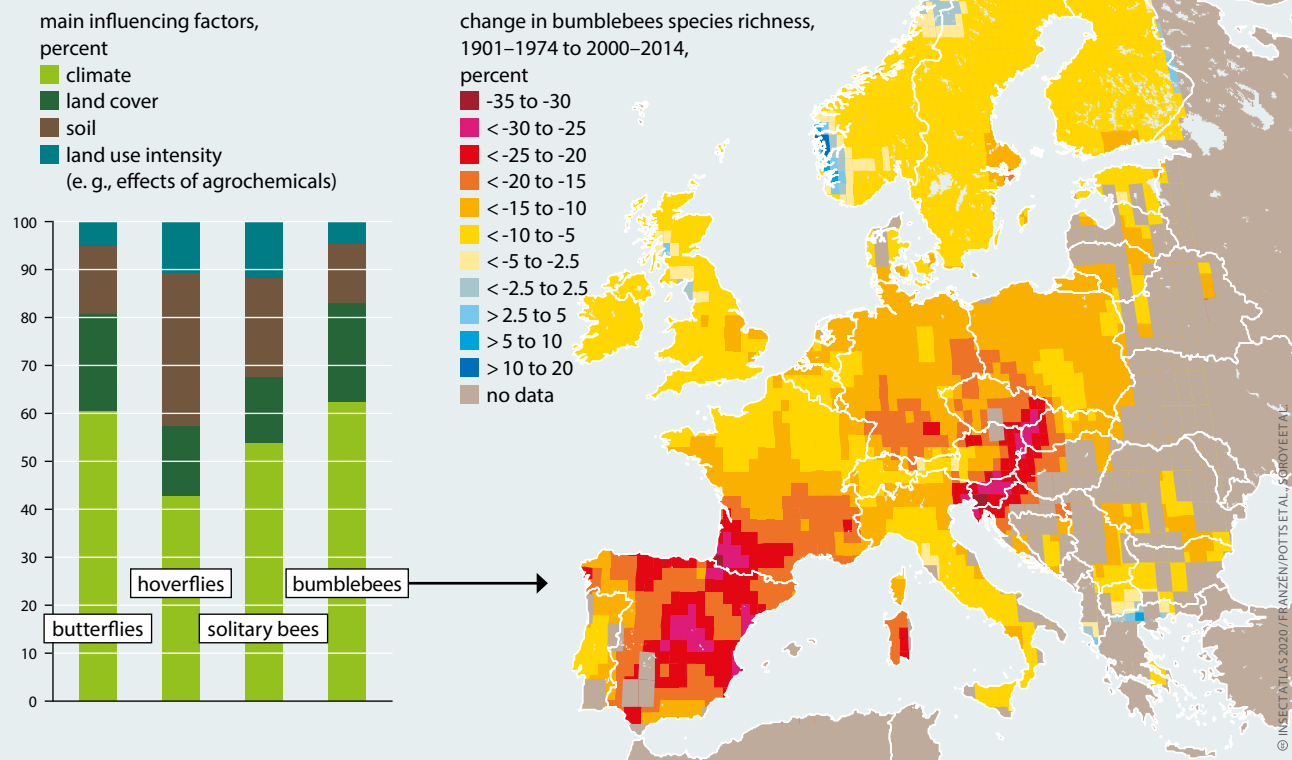 main influencing factors,
percent
climate
land cover
soil
land use intensity
(e. g., effects of agrochemicals)
100
90
80
70
60
50
40
30
20
10
0
butterflies
hoverflies
solitary bees
bumblebees
change in bumblebees species richness,
1901–1974 to 2000–2014,
percent
-35 to -30
< -30 to -25
< -25 to -20
< -20 to -15
< -15 to -10
< -10 to -5
< -5 to -2.5
< -2.5 to 2.5
> 2.5 to 5
> 5 to 10
> 10 to 20
no data
© INSECT ATLAS 2020 / FRANZÉN/POTTS ET AL., SOROYE ET AL.